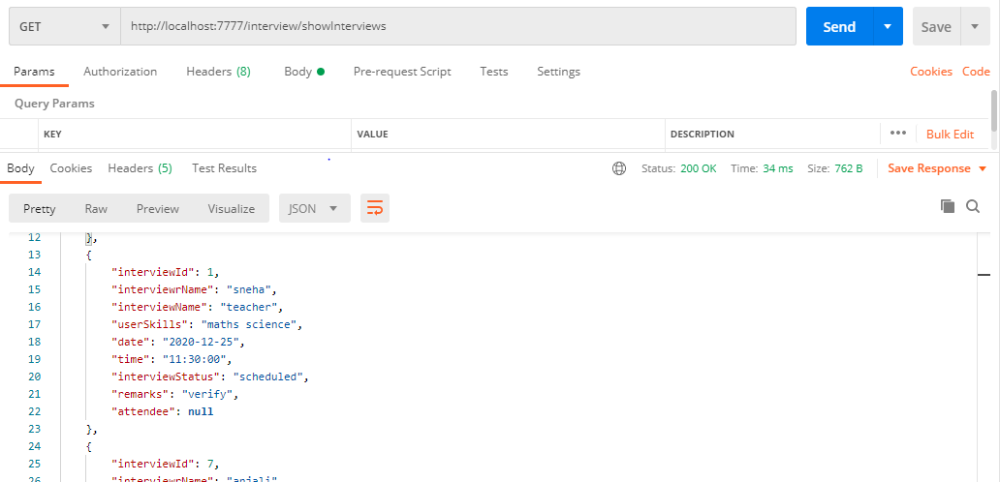 GET http://localhost:7777/interview/showInterviews Send Save
Params Authorization Headers (8) Body Pre-request Script Tests Settings Cookies Code
Query Params
KEY VALUE DESCRIPTION ••• Bulk Edit
Body Cookies Headers (5) Test Results Status: 200 OK Time: 34 ms Size: 762 B Save Response
Pretty Raw Preview Visualize JSON
12 },
13 {
14 "interviewId": 1,
15 "interviewrName": "sneha",
16 "interviewName": "teacher",
17 "userSkills": "maths science",
18 "date": "2020-12-25",
19 "time": "11:30:00",
20 "interviewStatus": "scheduled",
21 "remarks": "verify",
22 "attendee": null
23 },
24 {
25 "interviewId": 7,
26 "interviewrName": "anjali"